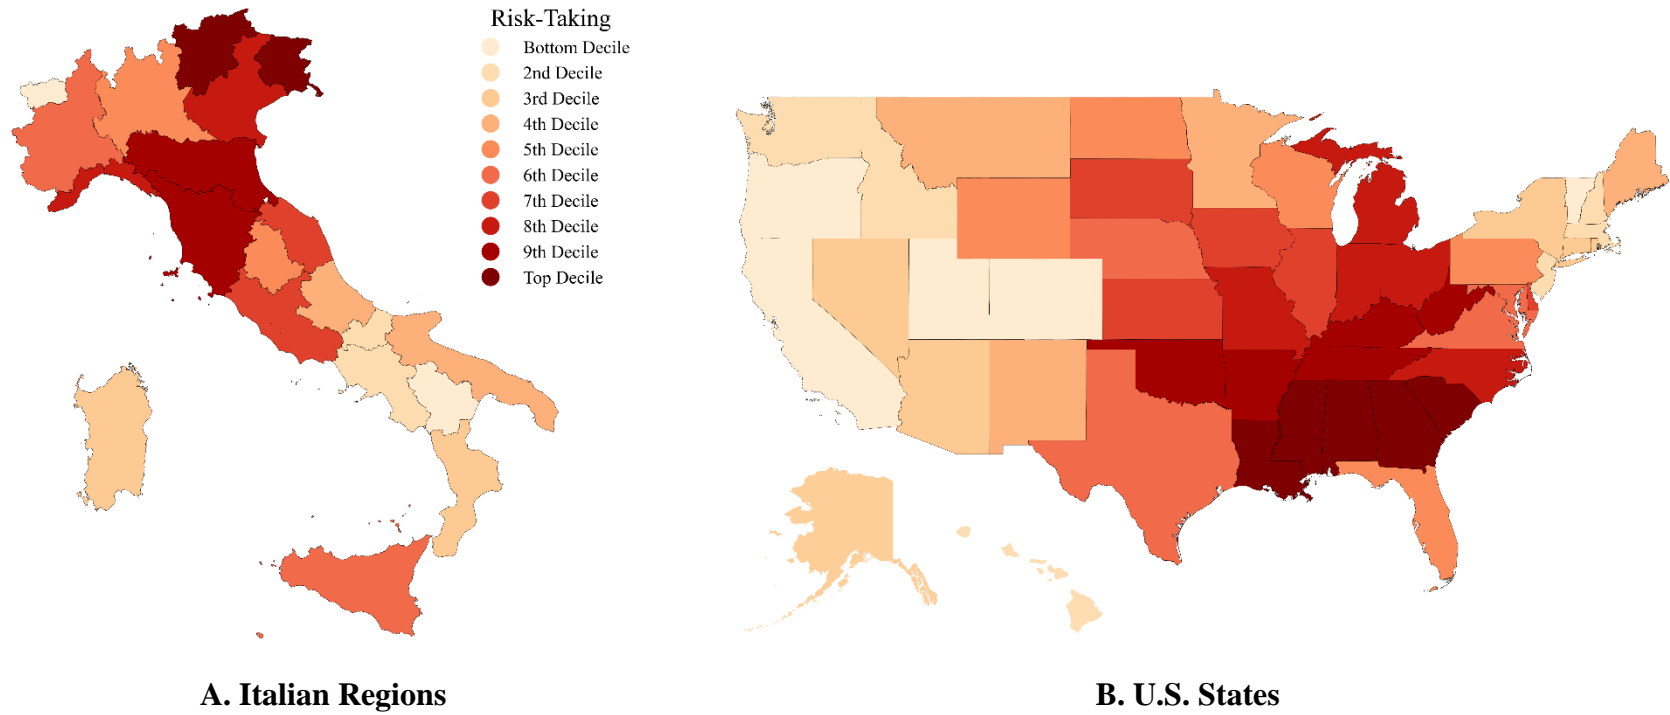 Risk-Taking
Bottom Decile
2nd Decile
3rd Decile
4th Decile
5th Decile
6th Decile
7th Decile
8th Decile
9th Decile
Top Decile
A. Italian Regions
B. U.S. States